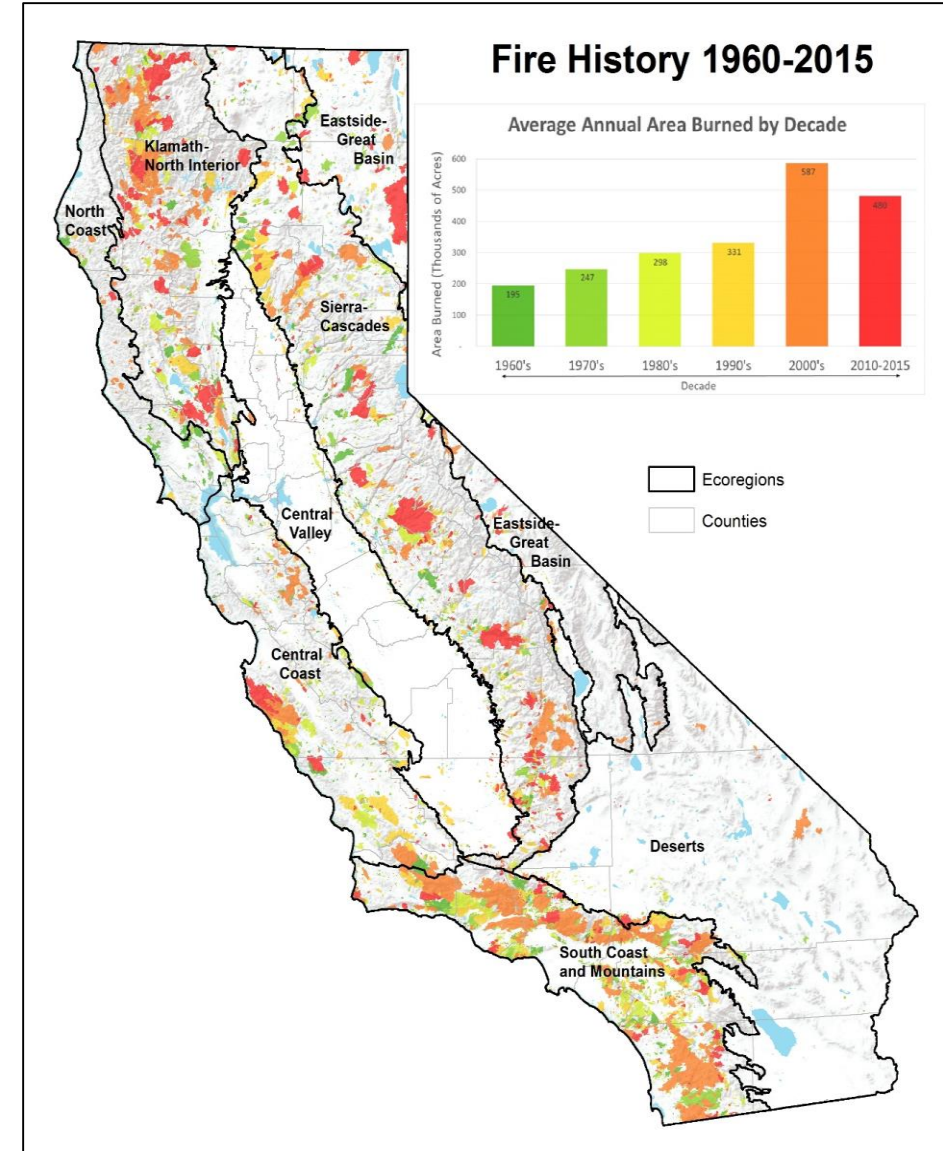 Fire History 1960-2015
Average Annual Area Burned by Decade
Area Burned (Thousands of Acres)
600
500
400
300
200
100
-
195
247
298
331
587
480
1960's
1970's
1980's
1990's
2000's
2010-2015
Decade
Eastside-
Great
Basin
Klamath-
North Interior
North
Coast
Sierra-
Cascades
Ecoregions
Counties
Central
Valley
Eastside-
Great
Basin
Central
Coast
Deserts
South Coast
and Mountains